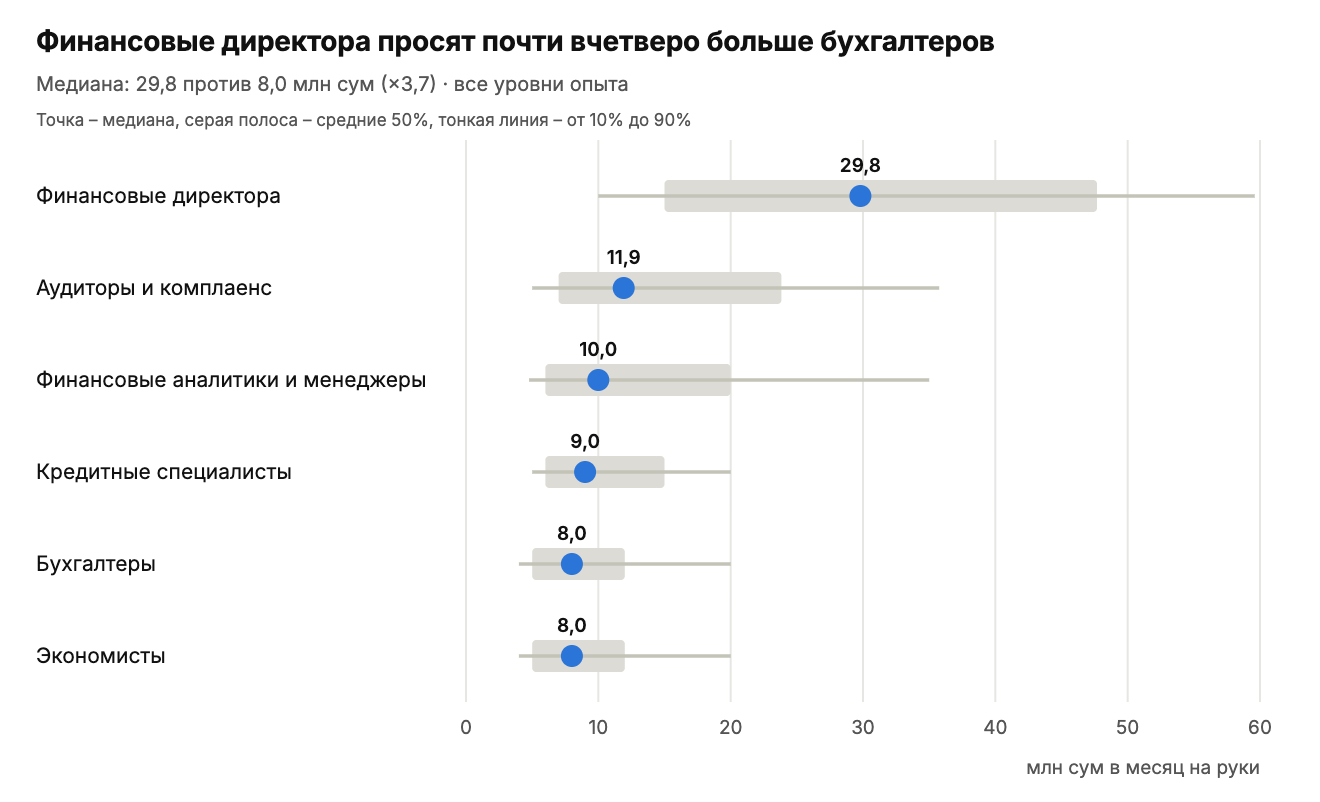 Финансовые директора просят почти вчетверо больше бухгалтеров
Медиана: 29,8 против 8,0 млн сум (×3,7) · все уровни опыта
Точка – медиана, серая полоса – средние 50%, тонкая линия – от 10% до 90%
29,8
Финансовые директора
11,9
Аудиторы и комплаенс
10,0
Финансовые аналитики и менеджеры
9,0
Кредитные специалисты
8,0
Бухгалтеры
8,0
Экономисты
0 10 20 30 40 50 60
млн сум в месяц на руки